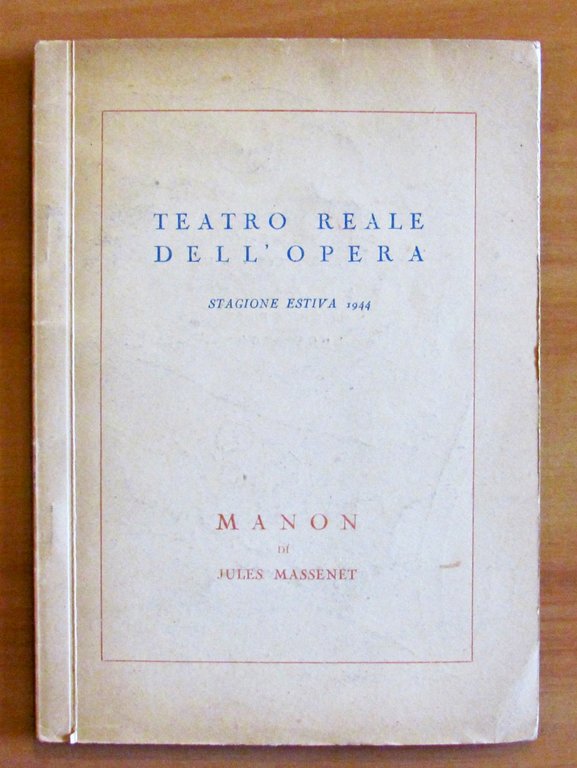 TEATRO REALE
DELL'OPERA
STAGIONE ESTIVA 1944
MANON
DI
JULES MASSENET